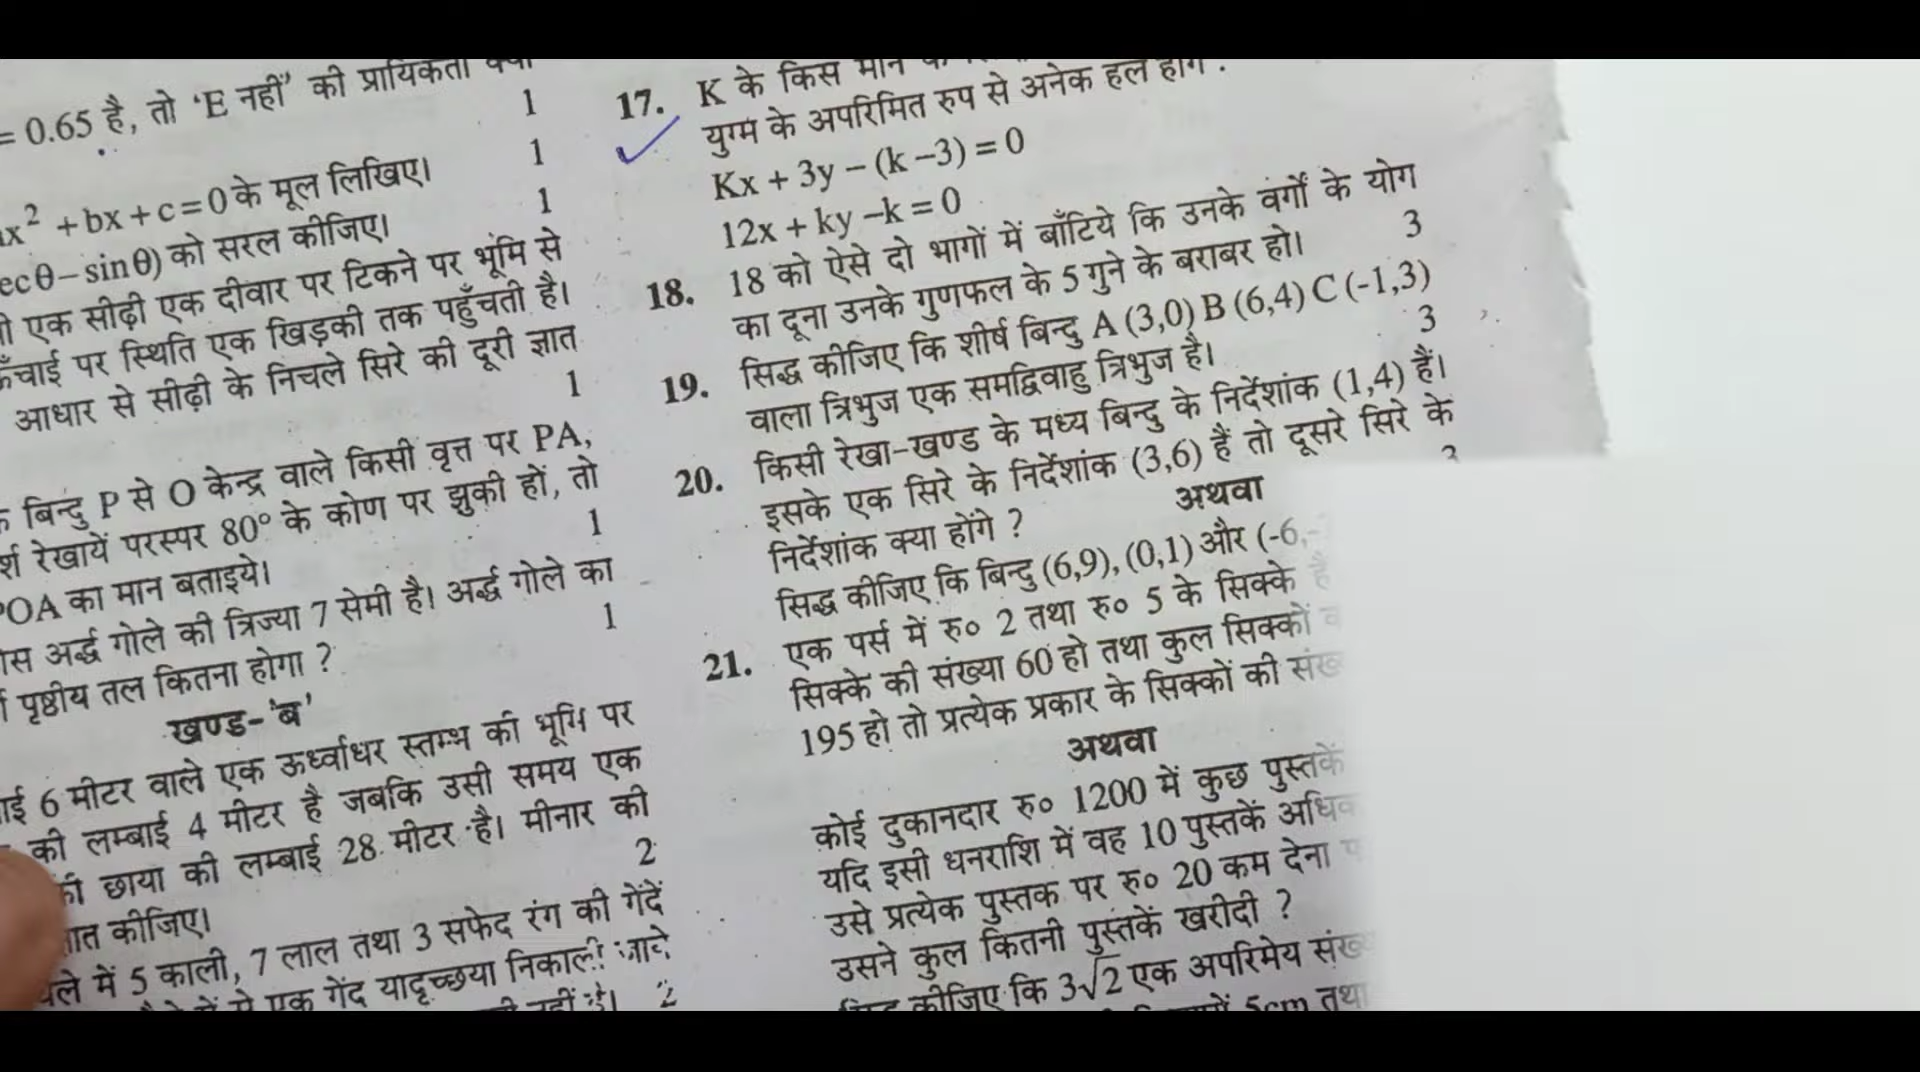 = 0.65 है, तो 'E नहीं' की प्रायिकता क्या
1
x² + bx + c = 0 के मूल लिखिए। 1
ecθ – sinθ) को सरल कीजिए। 1
एक सीढ़ी एक दीवार पर टिकने पर भूमि से
ऊँचाई पर स्थिति एक खिड़की तक पहुँचती है।
आधार से सीढ़ी के निचले सिरे की दूरी ज्ञात
1
बिन्दु P से O केन्द्र वाले किसी वृत्त पर PA,
र्श रेखायें परस्पर 80° के कोण पर झुकी हों, तो
OA का मान बताइये। 1
स अर्द्ध गोले की त्रिज्या 7 सेमी है। अर्द्ध गोले का
पृष्ठीय तल कितना होगा ? 1
खण्ड-'ब'
ई 6 मीटर वाले एक ऊर्ध्वाधर स्तम्भ की भूमि पर
की लम्बाई 4 मीटर है जबकि उसी समय एक
की छाया की लम्बाई 28 मीटर है। मीनार की
ात कीजिए। 2
ले में 5 काली, 7 लाल तथा 3 सफेद रंग की गेंदें
एक गेंद यादृच्छया निकाली जाने
नहीं है। 2
17. K के किस मान
युग्म के अपरिमित रुप से अनेक हल होंगे :
Kx + 3y – (k –3) = 0
12x + ky –k = 0
18. 18 को ऐसे दो भागों में बाँटिये कि उनके वर्गों के योग
का दूना उनके गुणफल के 5 गुने के बराबर हो। 3
19. सिद्ध कीजिए कि शीर्ष बिन्दु A (3,0) B (6,4) C (-1,3)
वाला त्रिभुज एक समद्विवाहु त्रिभुज है। 3
20. किसी रेखा-खण्ड के मध्य बिन्दु के निर्देशांक (1,4) हैं।
इसके एक सिरे के निर्देशांक (3,6) हैं तो दूसरे सिरे के
निर्देशांक क्या होंगे ?
अथवा
सिद्ध कीजिए कि बिन्दु (6,9), (0,1) और (-6,-
21. एक पर्स में रु० 2 तथा रु० 5 के सिक्के
सिक्के की संख्या 60 हो तथा कुल सिक्कों
195 हो तो प्रत्येक प्रकार के सिक्कों की संख
अथवा
कोई दुकानदार रु० 1200 में कुछ पुस्तकें
यदि इसी धनराशि में वह 10 पुस्तकें अधिक
उसे प्रत्येक पुस्तक पर रु० 20 कम देना
उसने कुल कितनी पुस्तकें खरीदी ?
कीजिए कि 3√2 एक अपरिमेय संख्य
5cm तथा